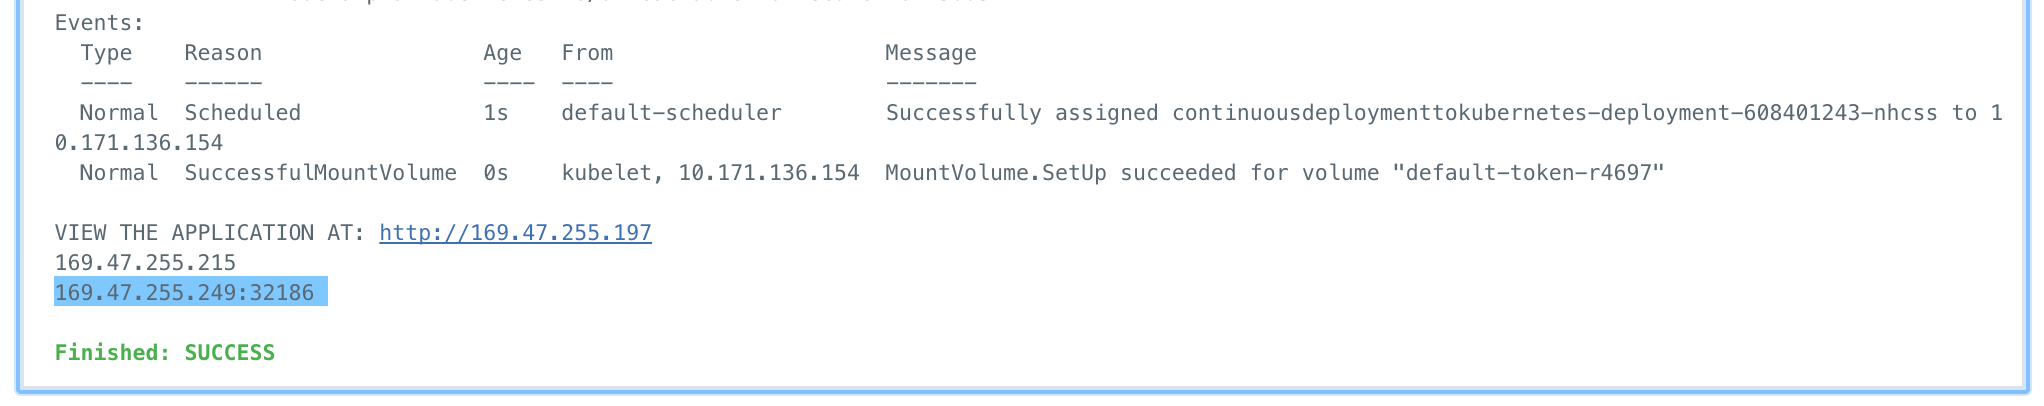 Events:
Type Reason Age From Message
---- ------ ---- ---- -------
Normal Scheduled 1s default-scheduler Successfully assigned continuousdeploymenttokubernetes-deployment-608401243-nhcss to 1
0.171.136.154
Normal SuccessfulMountVolume 0s kubelet, 10.171.136.154 MountVolume.SetUp succeeded for volume "default-token-r4697"
VIEW THE APPLICATION AT: http://169.47.255.197
169.47.255.215
169.47.255.249:32186
Finished: SUCCESS